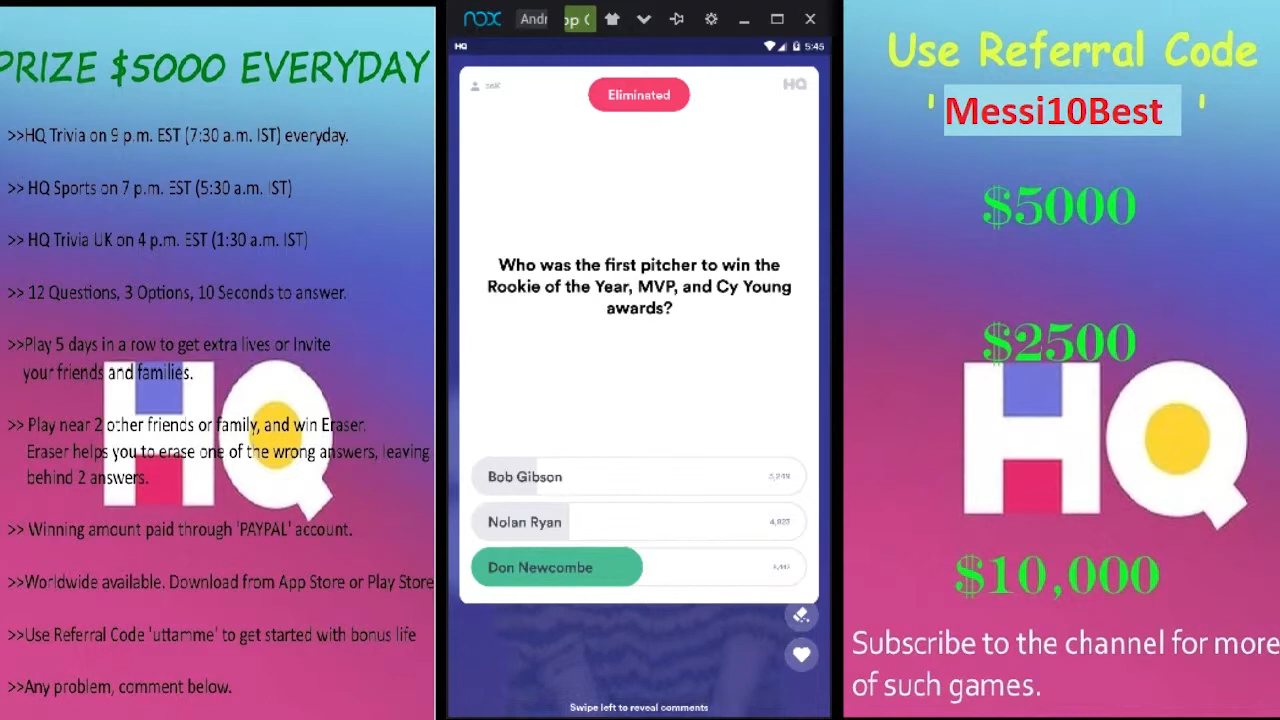 PRIZE $5000 EVERYDAY
>>HQ Trivia on 9 p.m. EST (7:30 a.m. IST) everyday.
>> HQ Sports on 7 p.m. EST (5:30 a.m. IST)
>> HQ Trivia UK on 4 p.m. EST (1:30 a.m. IST)
>> 12 Questions, 3 Options, 10 Seconds to answer.
>>Play 5 days in a row to get extra lives or Invite
your friends and families.
>> Play near 2 other friends or family, and win Eraser.
Eraser helps you to erase one of the wrong answers, leaving
behind 2 answers.
>> Winning amount paid through 'PAYPAL' account.
>>Worldwide available. Download from App Store or Play Store
>>Use Referral Code 'uttamme' to get started with bonus life
>>Any problem, comment below.
HQ
nox
Andr
pp
HQ
5:45
Eliminated
HQ
Who was the first pitcher to win the
Rookie of the Year, MVP, and Cy Young
awards?
Bob Gibson
Nolan Ryan
Don Newcombe
Swipe left to reveal comments
Use Referral Code
' Messi10Best '
$5000
$2500
HQ
$10,000
Subscribe to the channel for more
of such games.